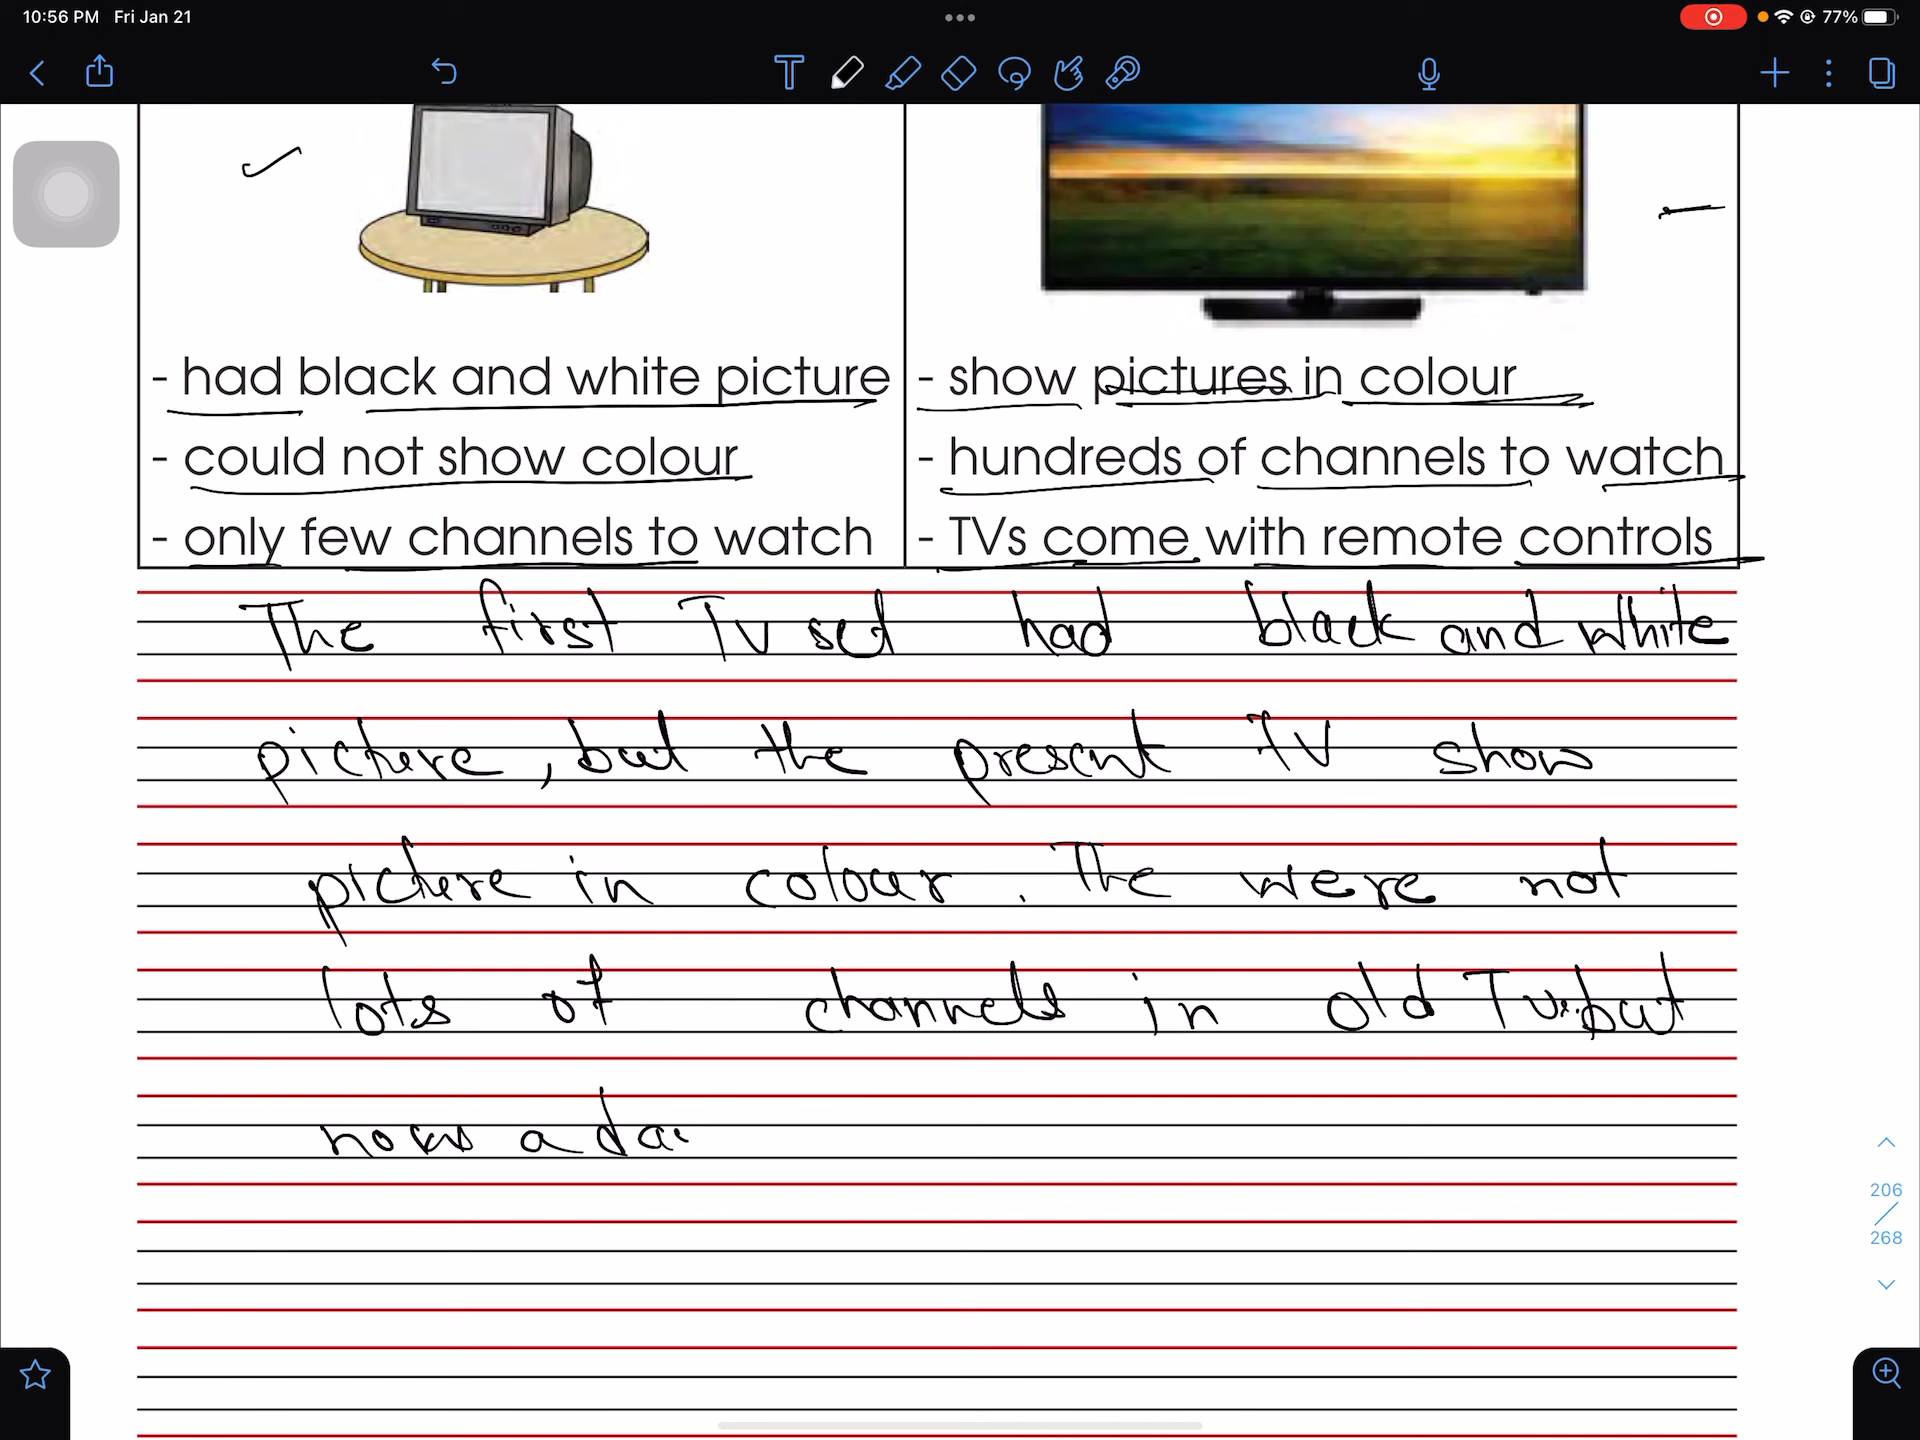 10:56 PM Fri Jan 21
77%
- had black and white picture
- could not show colour
- only few channels to watch
- show pictures in colour
- hundreds of channels to watch
- TVs come with remote controls
The first TV set had black and white
picture, but the present TV show
picture in colour. The were not
lots of channels in old Tv. but
nows a da
206
268